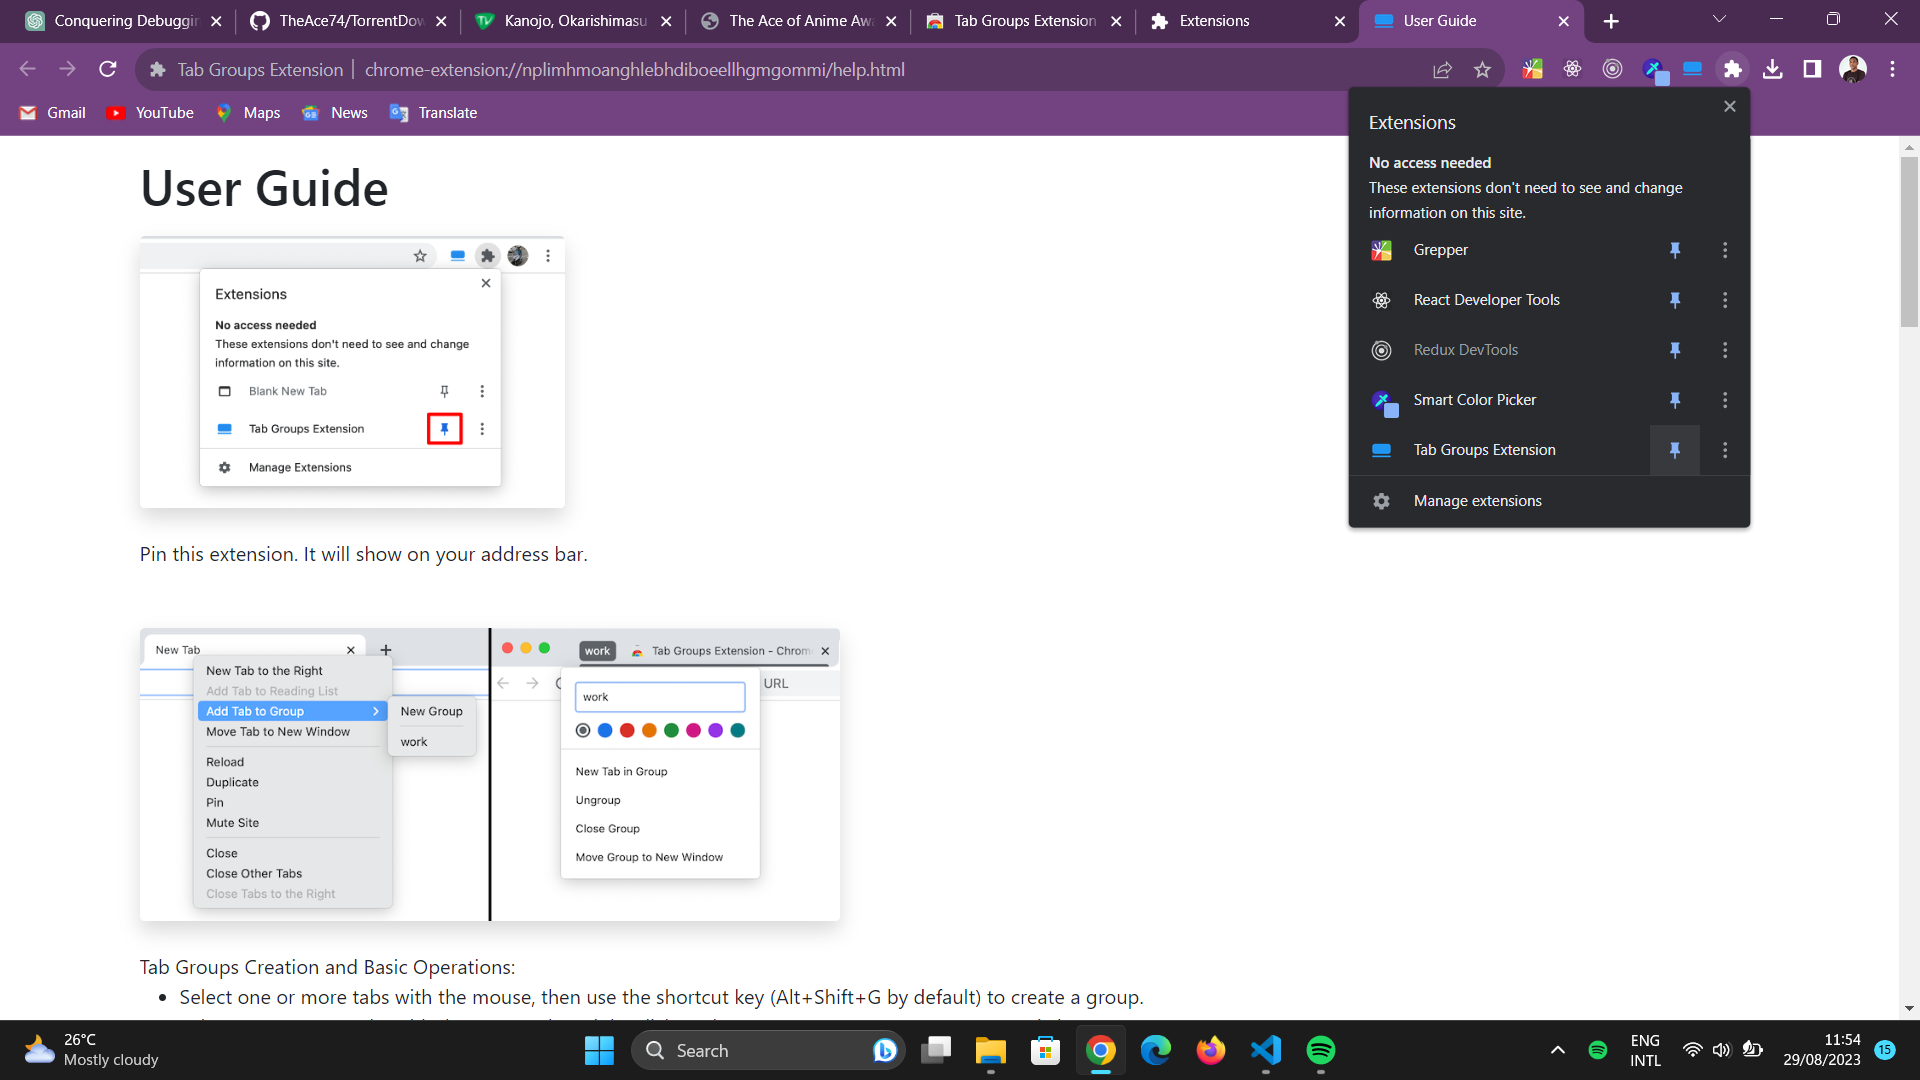 Conquering Debuggin
TheAce74/TorrentDow
Kanojo, Okarishimasu
The Ace of Anime Awa
Tab Groups Extension
Extensions
User Guide
Tab Groups Extension | chrome-extension://nplimhmoanghlebhdiboeellhgmgommi/help.html
Gmail
YouTube
Maps
News
Translate
User Guide
Extensions
No access needed
These extensions don't need to see and change
information on this site.
Blank New Tab
Tab Groups Extension
Manage Extensions
Pin this extension. It will show on your address bar.
New Tab
New Tab to the Right
Add Tab to Reading List
Add Tab to Group
Move Tab to New Window
Reload
Duplicate
Pin
Mute Site
Close
Close Other Tabs
Close Tabs to the Right
New Group
work
work
Tab Groups Extension - Chrom
URL
work
New Tab in Group
Ungroup
Close Group
Move Group to New Window
Tab Groups Creation and Basic Operations:
• Select one or more tabs with the mouse, then use the shortcut key (Alt+Shift+G by default) to create a group.
Extensions
No access needed
These extensions don't need to see and change
information on this site.
Grepper
React Developer Tools
Redux DevTools
Smart Color Picker
Tab Groups Extension
Manage extensions
26°C
Mostly cloudy
Search
ENG
INTL
11:54
29/08/2023
15